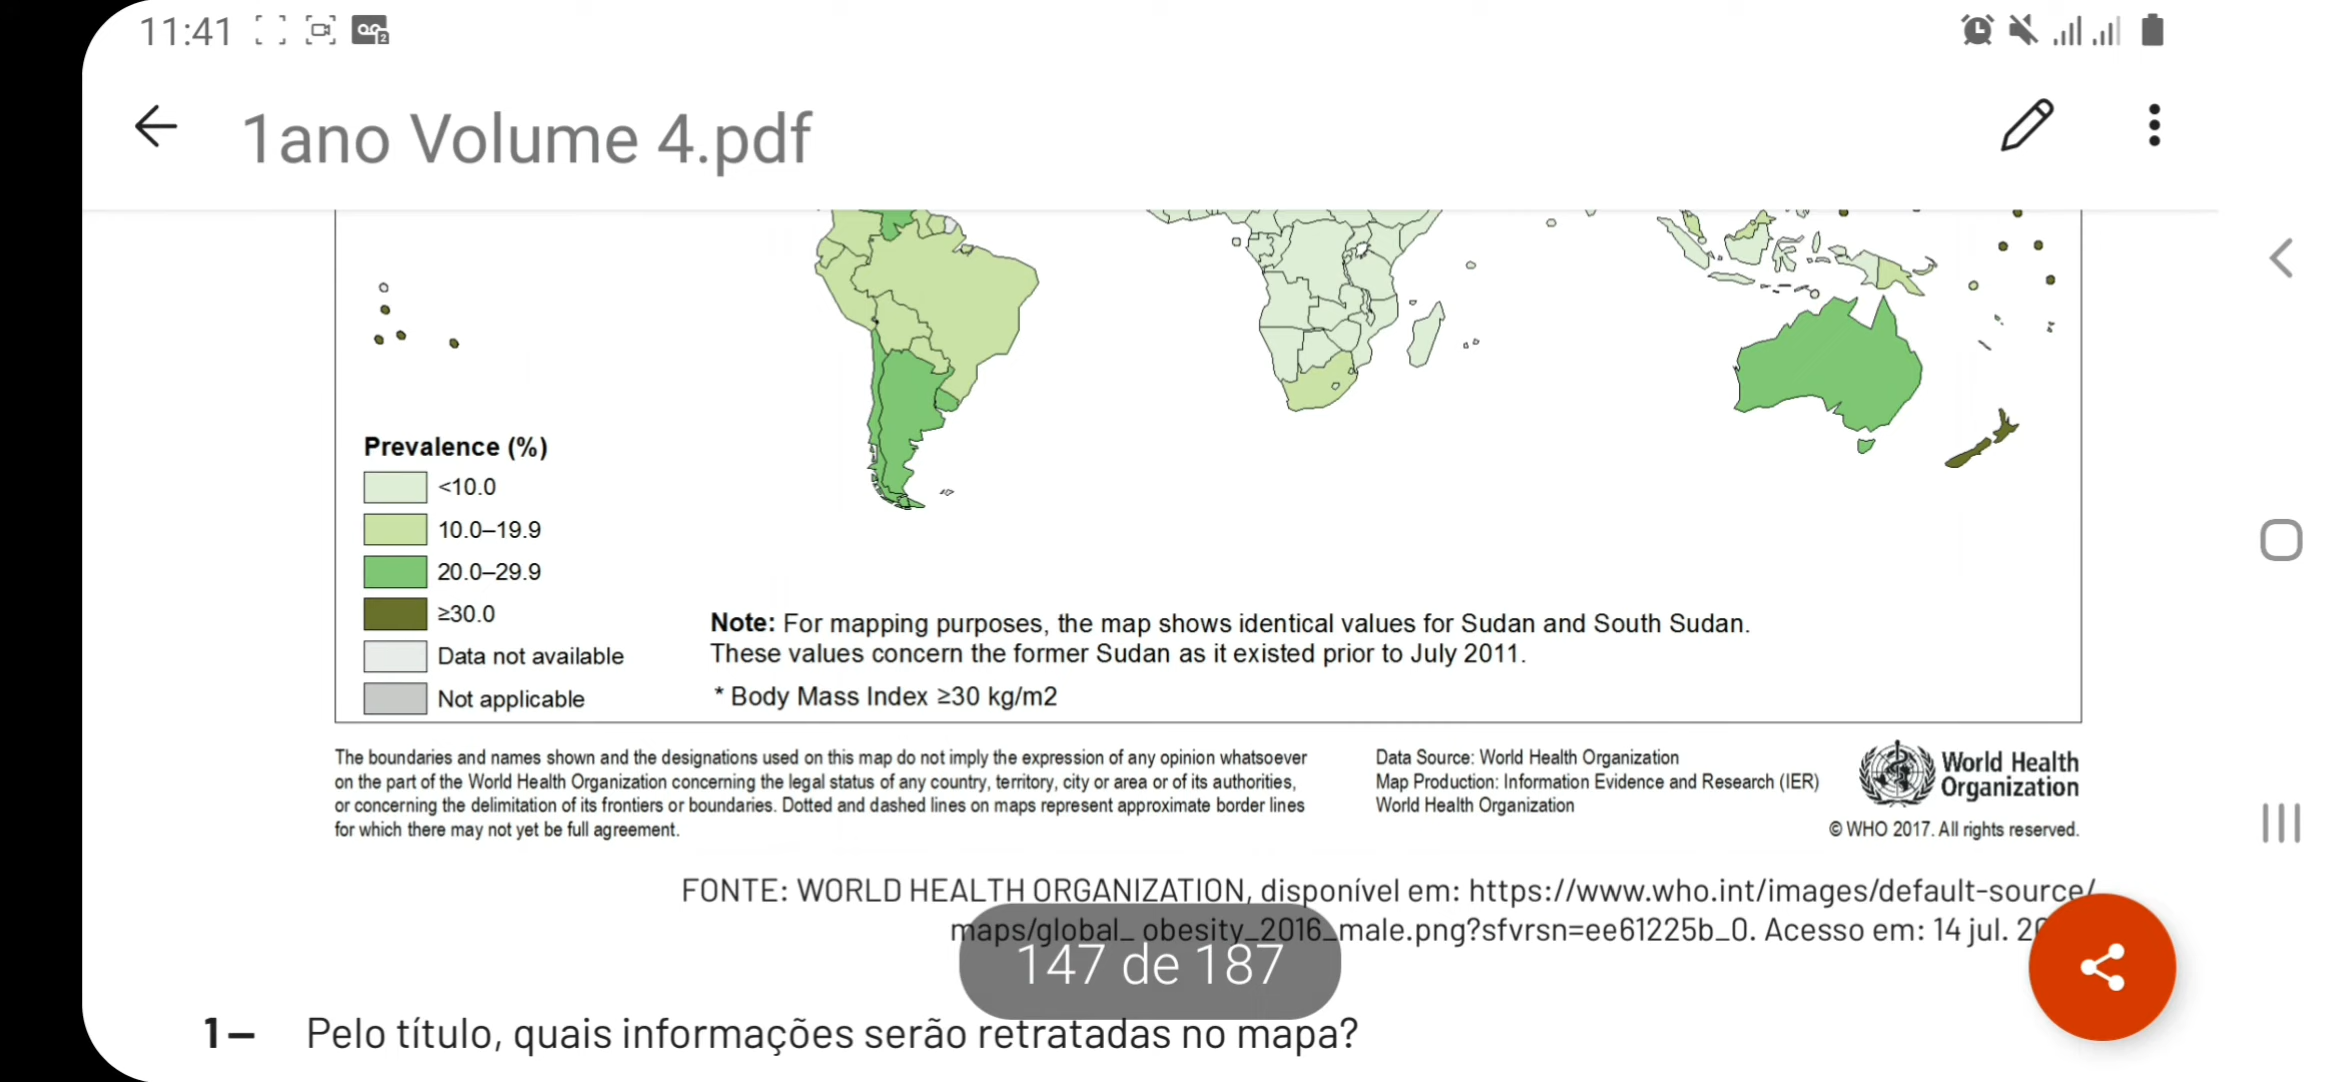 11:41
1ano Volume 4.pdf
Prevalence (%)
<10.0
10.0–19.9
20.0–29.9
≥30.0
Data not available
Not applicable
Note: For mapping purposes, the map shows identical values for Sudan and South Sudan.
These values concern the former Sudan as it existed prior to July 2011.
* Body Mass Index ≥30 kg/m2
The boundaries and names shown and the designations used on this map do not imply the expression of any opinion whatsoever
on the part of the World Health Organization concerning the legal status of any country, territory, city or area or of its authorities,
or concerning the delimitation of its frontiers or boundaries. Dotted and dashed lines on maps represent approximate border lines
for which there may not yet be full agreement.
Data Source: World Health Organization
Map Production: Information Evidence and Research (IER)
World Health Organization
World Health
Organization
© WHO 2017. All rights reserved.
FONTE: WORLD HEALTH ORGANIZATION, disponível em: https://www.who.int/images/default-source/
maps/global_ obesity_2016_male.png?sfvrsn=ee61225b_0. Acesso em: 14 jul.
147 de 187
1— Pelo título, quais informações serão retratadas no mapa?